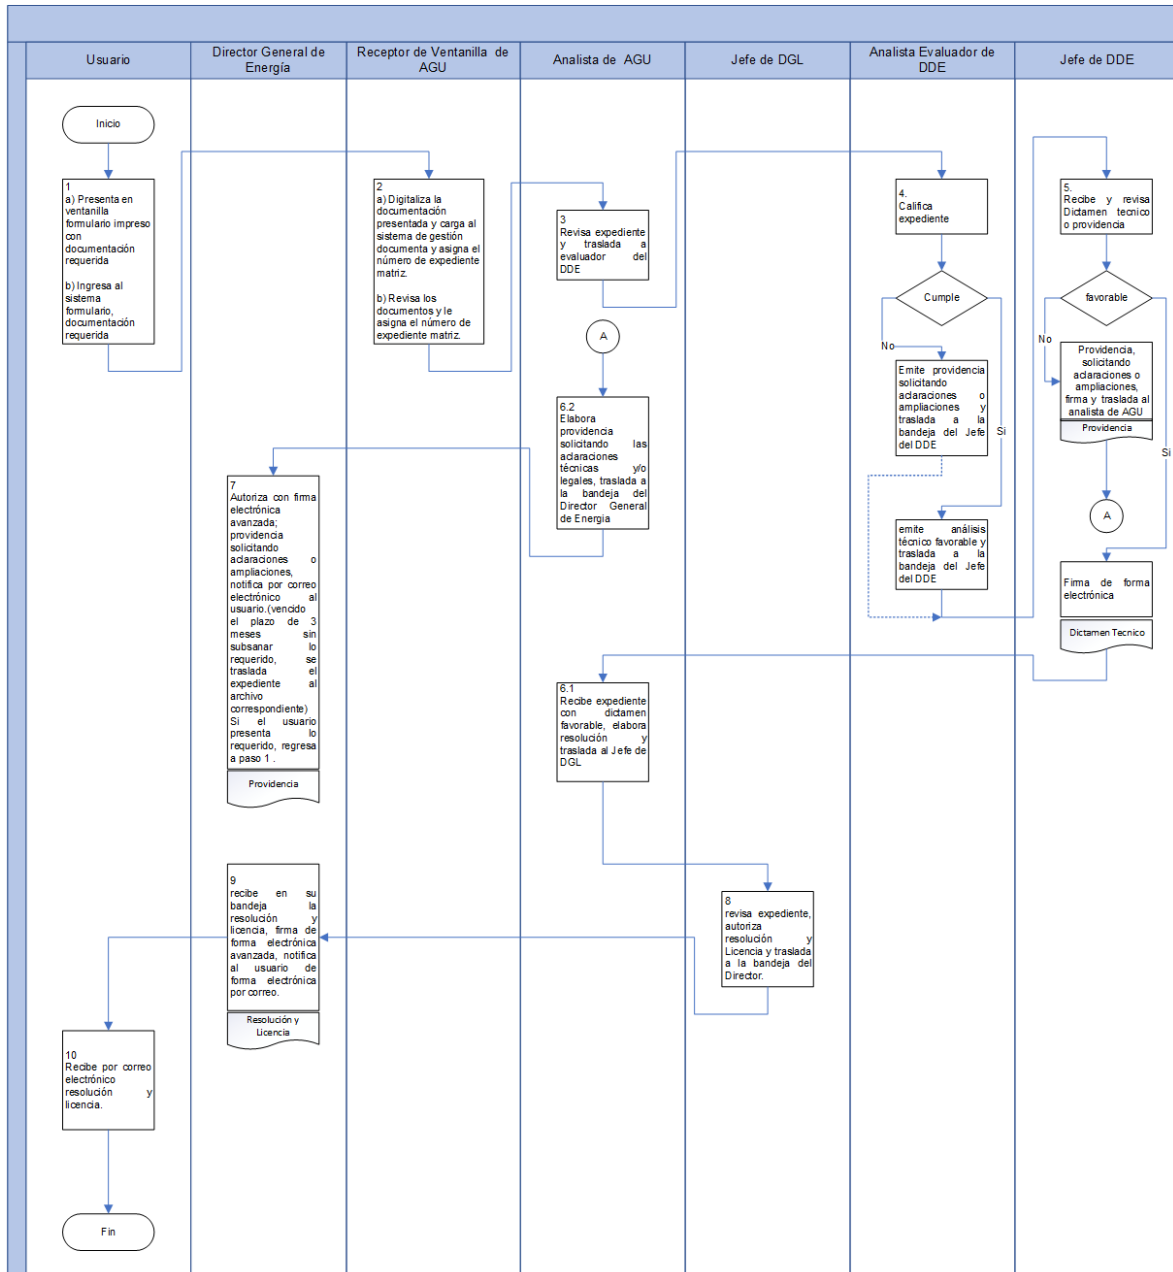 Usuario
Director General de
Energía
Receptor de Ventanilla de
AGU
Analista de AGU
Jefe de DGL
Analista Evaluador de
DDE
Jefe de DDE
Inicio
1
a) Presenta en
ventanilla
formulario impreso
con
documentación
requerida
b) Ingresa al
sistema
formulario,
documentación
requerida
2
a) Digitaliza la
documentación
presentada y carga al
sistema de gestión
documenta y asigna el
número de expediente
matriz.
b) Revisa los
documentos y le
asigna el número de
expediente matriz.
3
Revisa expediente
y traslada a
evaluador del
DDE
4.
Califica
expediente
5.
Recibe y revisa
Dictamen tecnico
o providencia
Cumple
favorable
A
No
Si
No
Si
Emite providencia
solicitando
aclaraciones o
ampliaciones y
traslada a la
bandeja del Jefe
del DDE
Providencia,
solicitando
aclaraciones o
ampliaciones,
firma y traslada al
analista de AGU
Providencia
6.2
Elabora
providencia
solicitando las
aclaraciones
técnicas y/o
legales, traslada a
la bandeja del
Director General
de Energia
7
Autoriza con firma
electrónica
avanzada;
providencia
solicitando
aclaraciones o
ampliaciones,
notifica por correo
electrónico al
usuario.(vencido
el plazo de 3
meses sin
subsanar lo
requerido, se
traslada el
expediente al
archivo
correspondiente)
Si el usuario
presenta lo
requerido, regresa
a paso 1 .
Providencia
emite análisis
técnico favorable y
traslada a la
bandeja del Jefe
del DDE
A
Firma de forma
electrónica
Dictamen Tecnico
6.1
Recibe expediente
con dictamen
favorable, elabora
resolución y
traslada al Jefe de
DGL
8
revisa expediente,
autoriza
resolución y
Licencia y traslada
a la bandeja del
Director.
9
recibe en su
bandeja la
resolución y
licencia, firma de
forma electrónica
avanzada, notifica
al usuario de
forma electrónica
por correo.
Resolución y
Licencia
10
Recibe por correo
electrónico
resolución y
licencia.
Fin